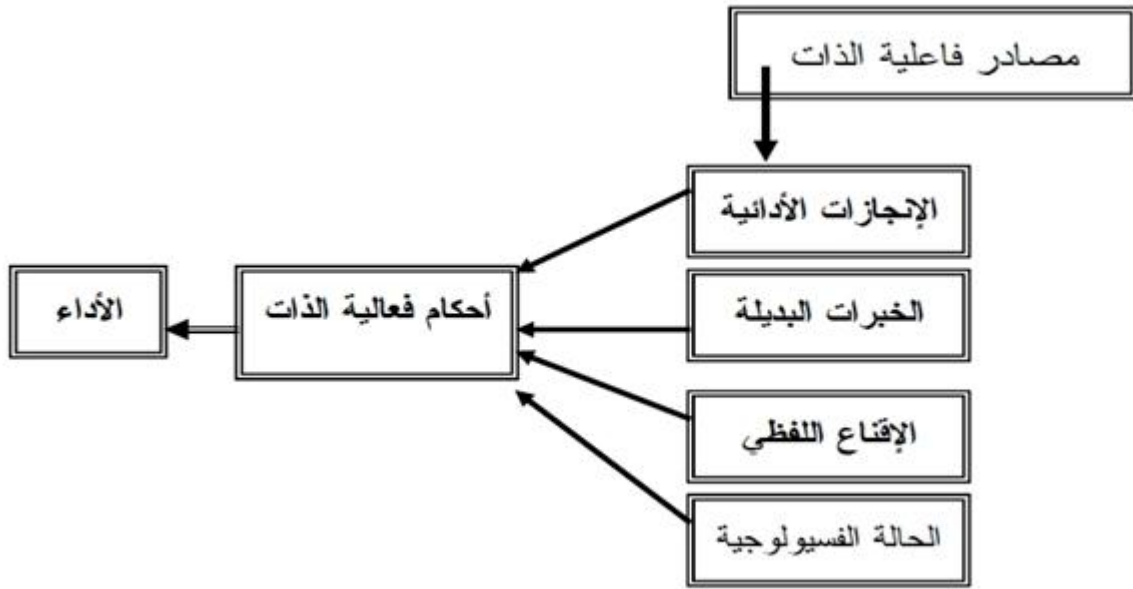 مصادر فاعلية الذات
الإنجازات الأدائية
الخبرات البديلة
أحكام فعالية الذات
الأداء
الإقناع اللفظي
الحالة الفسيولوجية